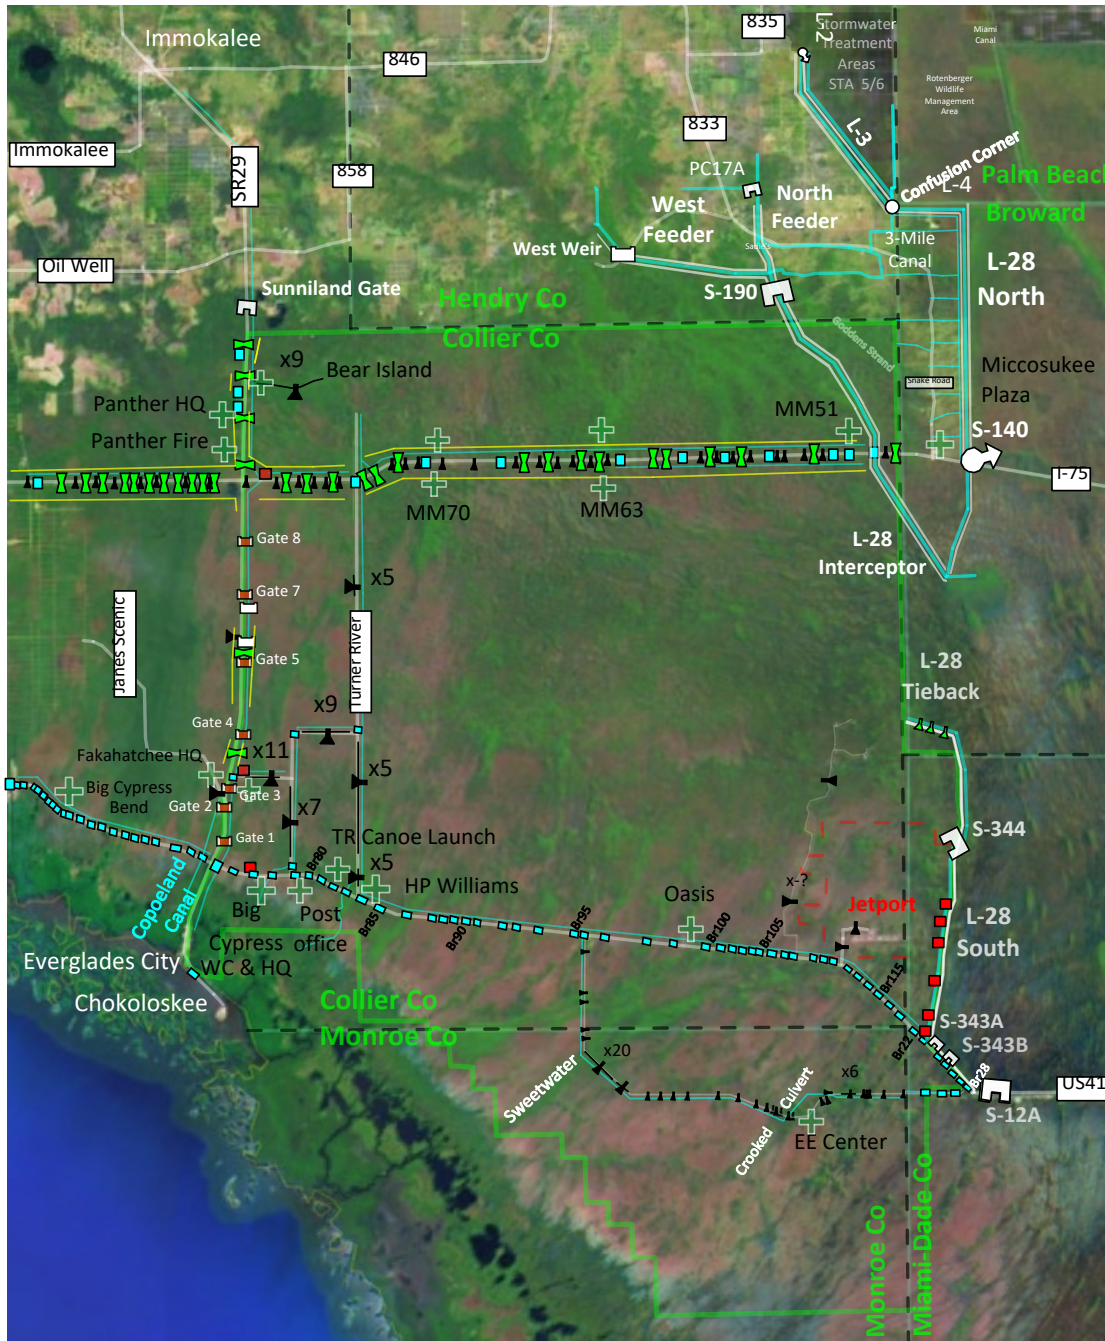 Immokalee
846
835
L-2
Stormwater
Treatment
Areas
STA 5/6
Miami
Canal
Rotenberger
Wildlife
Management
Area
Immokalee
SR29
858
833
L-3
PC17A
Confusion Corner
Palm Beach
Broward
L-4
West
Feeder
North
Feeder
3-Mile
Canal
West Weir
Oil Well
Sunniland Gate
S-190
L-28
North
Hendry Co
Collier Co
Goddens Strand
x9
Bear Island
Snake Road
Miccosukee
Plaza
Panther HQ
Panther Fire
MM51
S-140
I-75
MM70
MM63
Gate 8
L-28
Interceptor
Gate 7
x5
Janes Scenic
Turner River
Gate 5
L-28
Tieback
Gate 4
x9
x11
Fakahatchee HQ
x5
Big Cypress
Bend
Gate 3
Gate 2
x7
Gate 1
TR Canoe Launch
S-344
Br80
x5
HP Williams
x-?
Jetport
Copoeland
Canal
Big
Cypress
WC & HQ
Post
office
Br85
Br90
Br95
Oasis
Br100
Br105
L-28
South
Br115
Everglades City
Chokoloskee
Collier Co
Monroe Co
S-343A
S-343B
Br22
Br28
x20
Sweetwater
x6
Culvert
Crooked
EE Center
US41
S-12A
Monroe Co
Miami-Dade Co